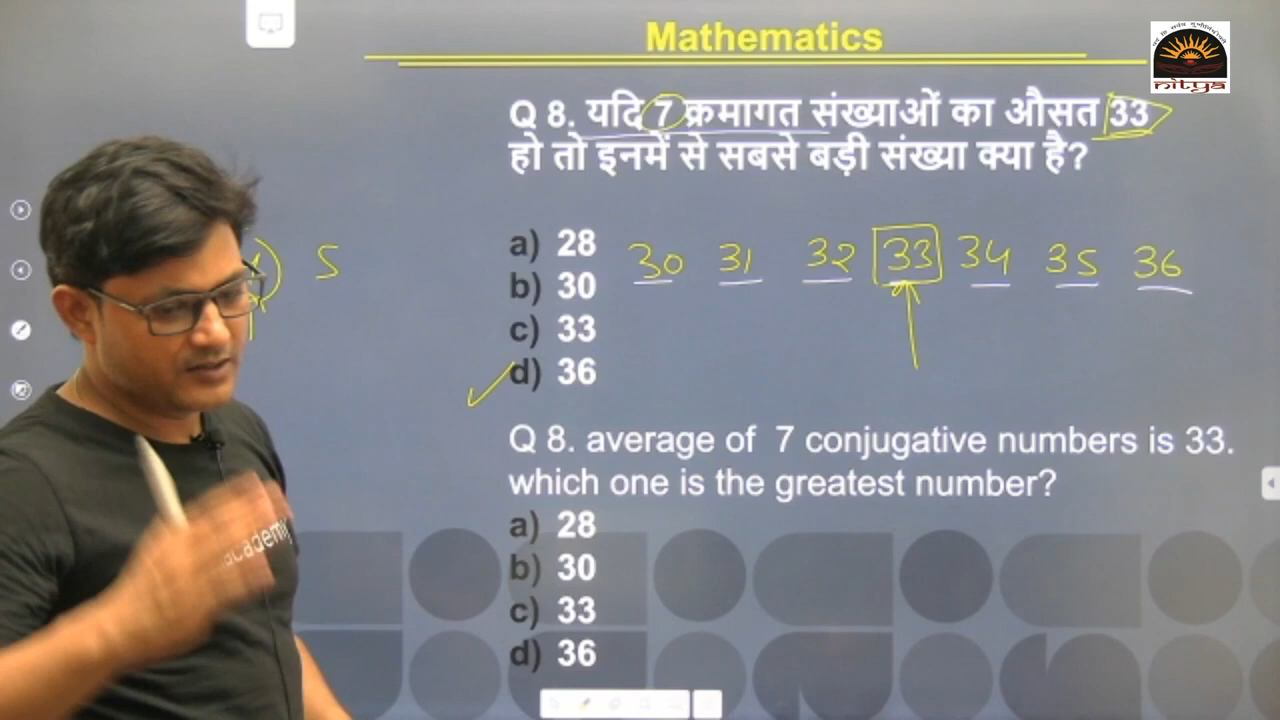 Mathematics
nitya
Q 8. यदि 7 क्रमागत संख्याओं का औसत 33
हो तो इनमें से सबसे बड़ी संख्या क्या है?
a) 28
b) 30
c) 33
d) 36
30 31 32 33 34 35 36
5
Q 8. average of 7 conjugative numbers is 33.
which one is the greatest number?
a) 28
b) 30
c) 33
d) 36